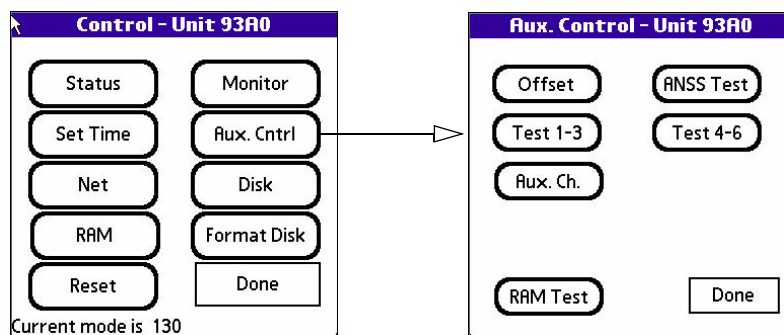 Control - Unit 93A0
Status Monitor
Set Time Aux. Cntrl
Net Disk
RAM Format Disk
Reset Done
Current mode is 130
Aux. Control - Unit 93A0
Offset ANSS Test
Test 1-3 Test 4-6
Aux. Ch.
RAM Test Done